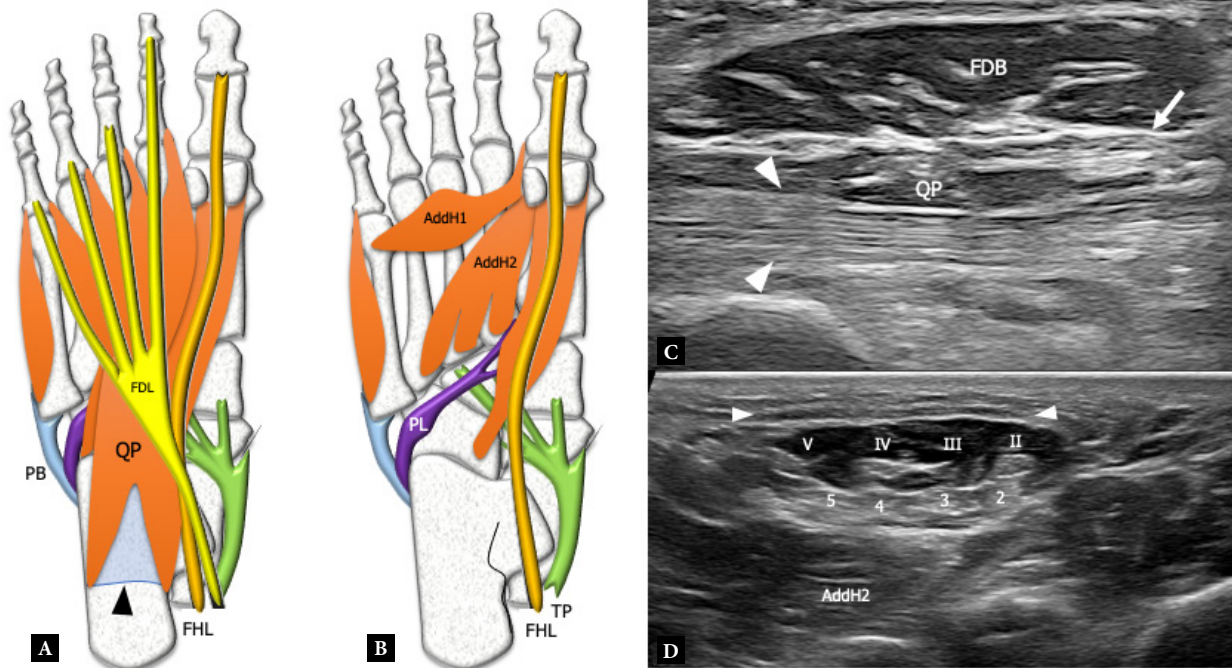 FDL
QP
PB
FHL
A
AddH1
AddH2
PL
TP
FHL
B
FDB
QP
C
V IV III II
5 4 3 2
AddH2
D